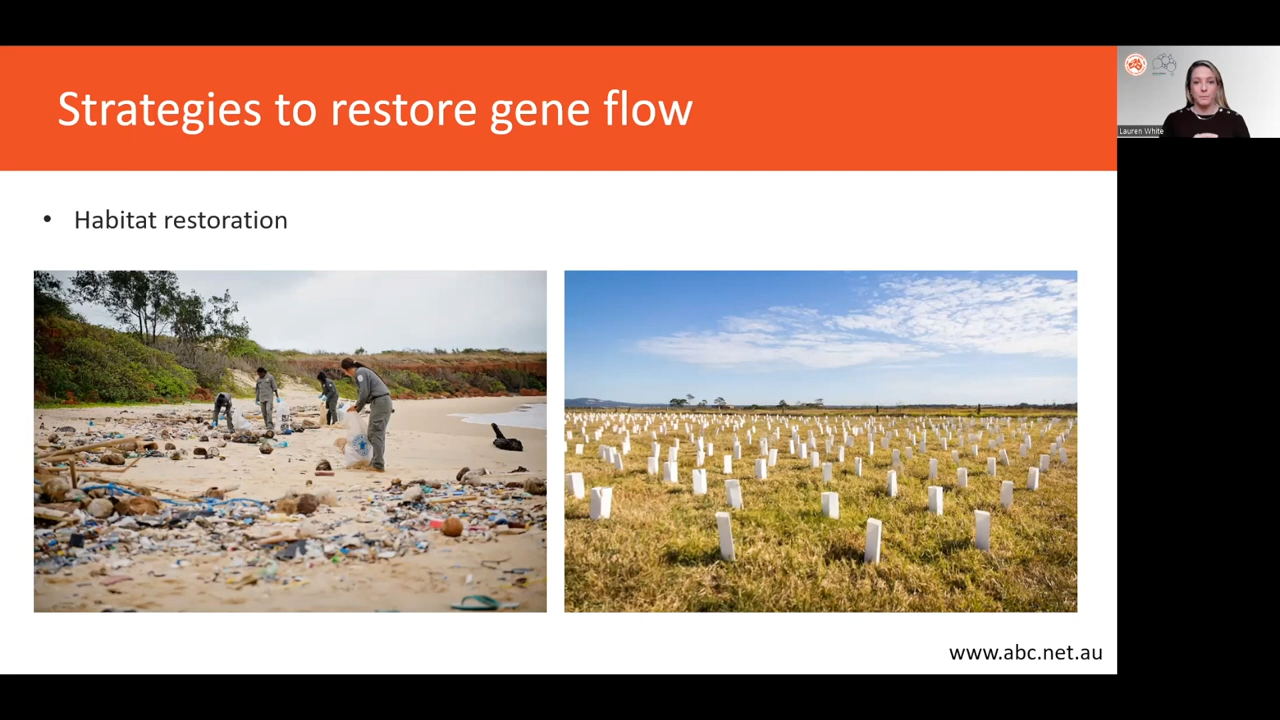 Strategies to restore gene flow
Lauren White
• Habitat restoration
www.abc.net.au